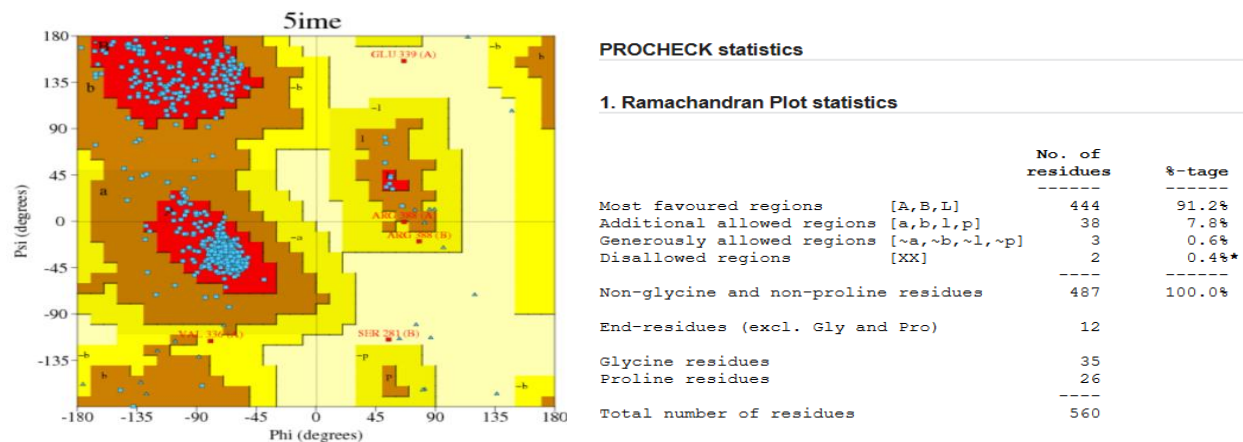 5ime
180
135
90
45
0
-45
-90
-135
-180
-135
-90
-45
0
45
90
135
180
Psi (degrees)
Phi (degrees)
b
a
l
p
b
b
~b
~b
~b
~b
~b
~l
~a
~p
GLU 339 (A)
ARG 388 (A)
ARG 388 (B)
VAL 336 (A)
SER 281 (B)
PROCHECK statistics
1. Ramachandran Plot statistics
No. of
residues %-tage
------ ------
Most favoured regions [A,B,L] 444 91.2%
Additional allowed regions [a,b,l,p] 38 7.8%
Generously allowed regions [~a,~b,~l,~p] 3 0.6%
Disallowed regions [XX] 2 0.4%*
---- ------
Non-glycine and non-proline residues 487 100.0%
End-residues (excl. Gly and Pro) 12
Glycine residues 35
Proline residues 26
----
Total number of residues 560